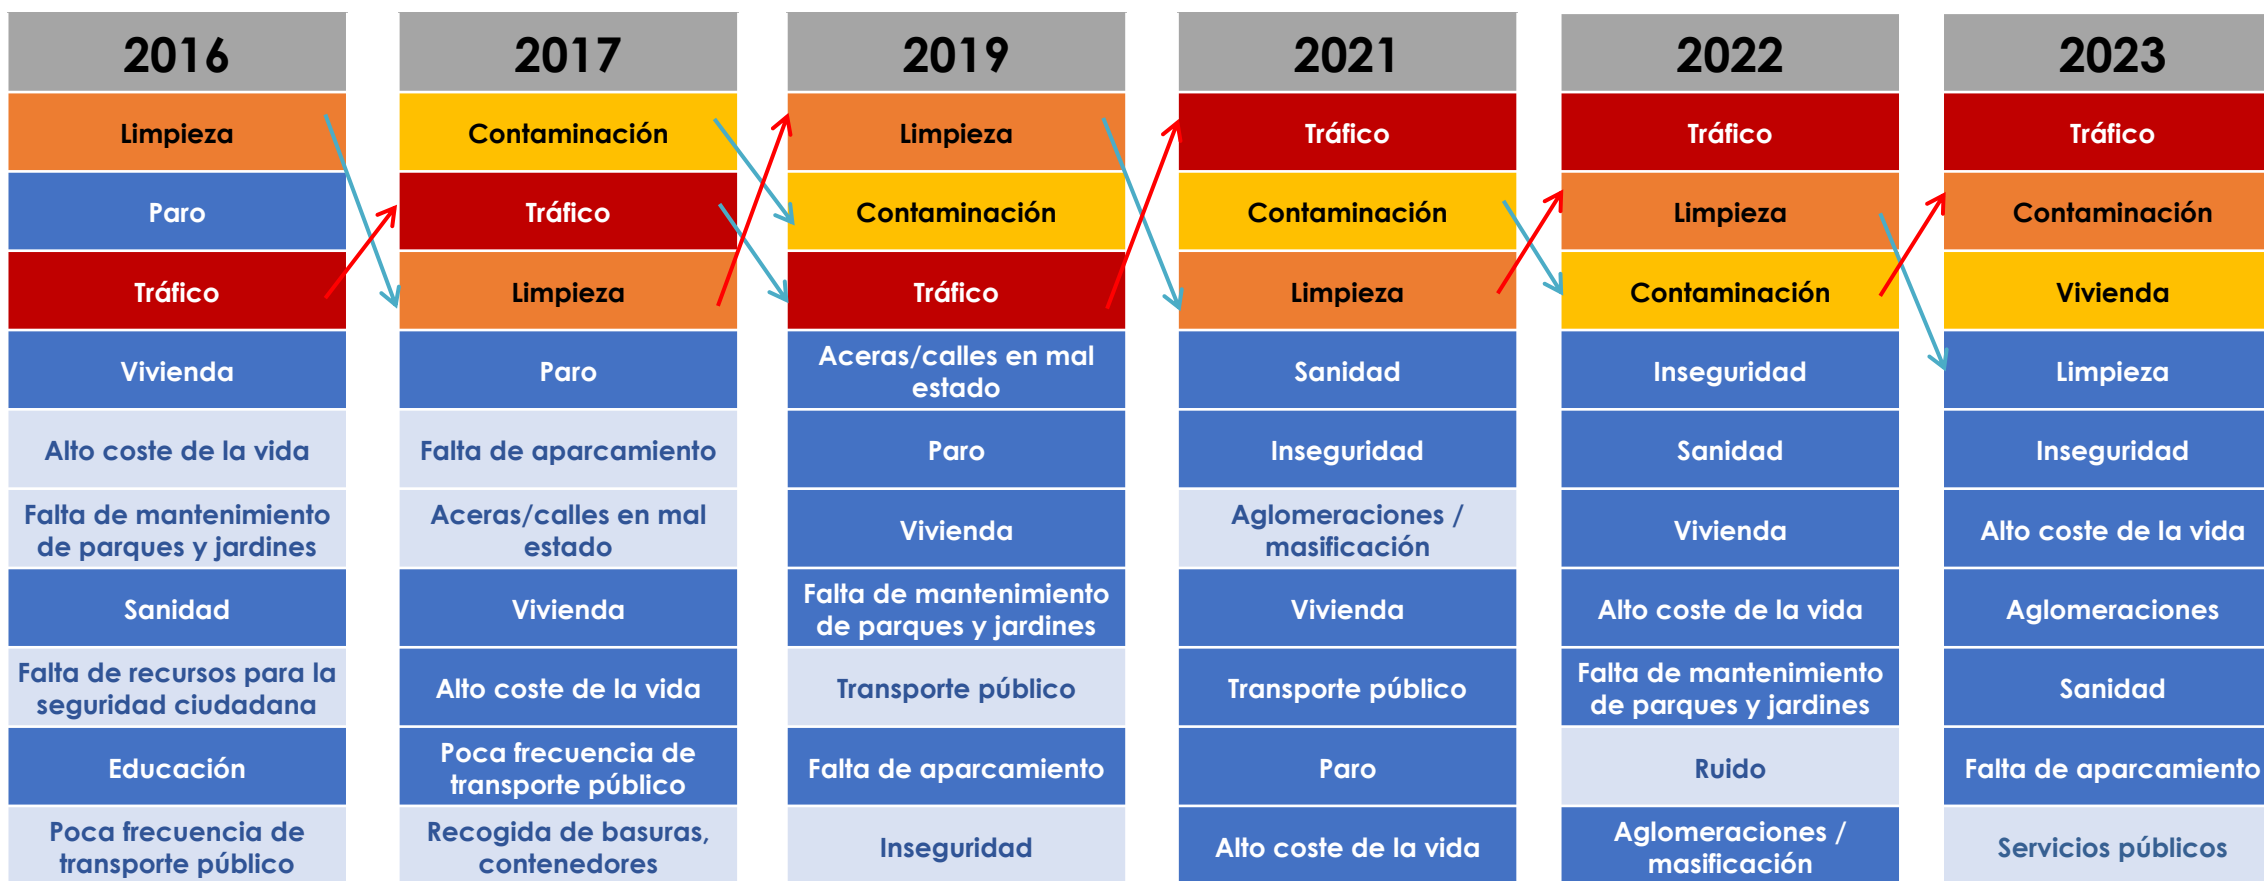 2016
Limpieza
Paro
Tráfico
Vivienda
Alto coste de la vida
Falta de mantenimiento
de parques y jardines
Sanidad
Falta de recursos para la
seguridad ciudadana
Educación
Poca frecuencia de
transporte público
2017
Contaminación
Tráfico
Limpieza
Paro
Falta de aparcamiento
Aceras/calles en mal
estado
Vivienda
Alto coste de la vida
Poca frecuencia de
transporte público
Recogida de basuras,
contenedores
2019
Limpieza
Contaminación
Tráfico
Aceras/calles en mal
estado
Paro
Vivienda
Falta de mantenimiento
de parques y jardines
Transporte público
Falta de aparcamiento
Inseguridad
2021
Tráfico
Contaminación
Limpieza
Sanidad
Inseguridad
Aglomeraciones /
masificación
Vivienda
Transporte público
Paro
Alto coste de la vida
2022
Tráfico
Limpieza
Contaminación
Inseguridad
Sanidad
Vivienda
Alto coste de la vida
Falta de mantenimiento
de parques y jardines
Ruido
Aglomeraciones /
masificación
2023
Tráfico
Contaminación
Vivienda
Limpieza
Inseguridad
Alto coste de la vida
Aglomeraciones
Sanidad
Falta de aparcamiento
Servicios públicos